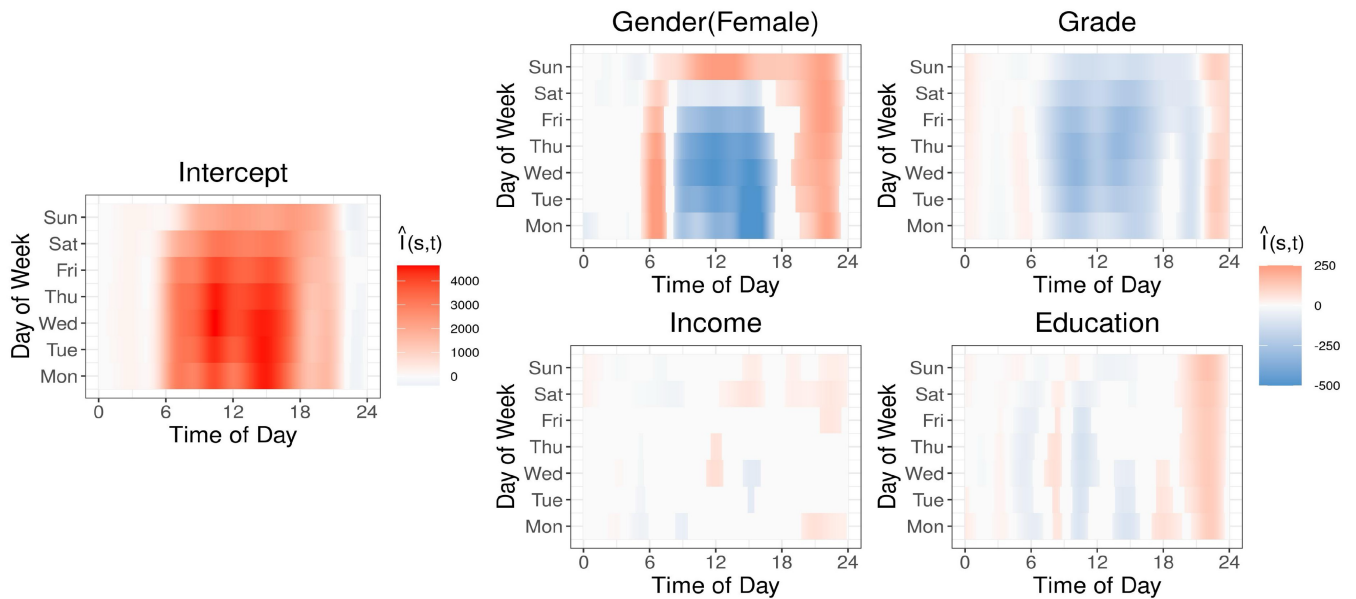 Intercept
Day of Week
Sun
Sat
Fri
Thu
Wed
Tue
Mon
0 6 12 18 24
Time of Day
Î(s,t)
4000
3000
2000
1000
0
Gender(Female)
Day of Week
Sun
Sat
Fri
Thu
Wed
Tue
Mon
0 6 12 18 24
Time of Day
Grade
Day of Week
Sun
Sat
Fri
Thu
Wed
Tue
Mon
0 6 12 18 24
Time of Day
Income
Day of Week
Sun
Sat
Fri
Thu
Wed
Tue
Mon
0 6 12 18 24
Time of Day
Education
Day of Week
Sun
Sat
Fri
Thu
Wed
Tue
Mon
0 6 12 18 24
Time of Day
Î(s,t)
250
0
-250
-500